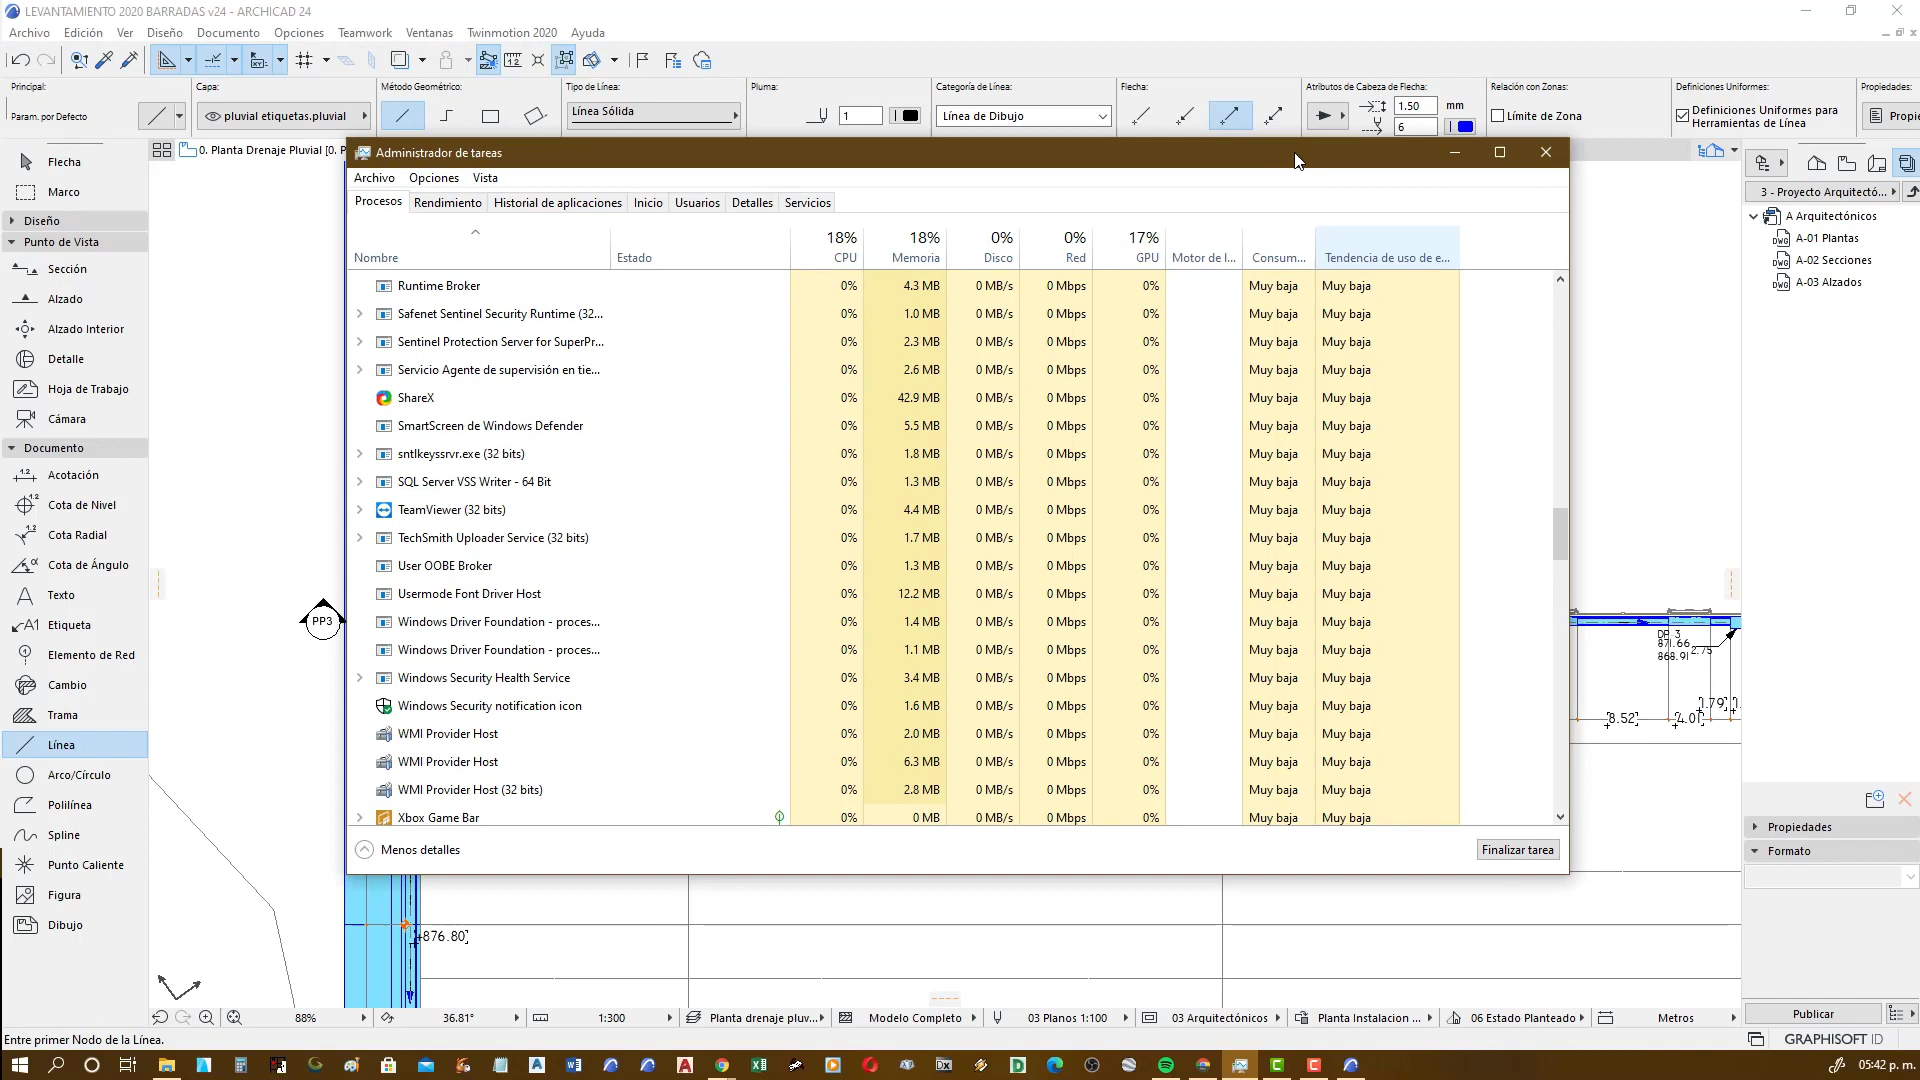 LEVANTAMIENTO 2020 BARRADAS v24 - ARCHICAD 24
Archivo Edición Ver Diseño Documento Opciones Teamwork Ventanas Twinmotion 2020 Ayuda
Principal: Capa: Método Geométrico: Tipo de Línea: Pluma: Categoría de Línea: Flecha: Atributos de Cabeza de Flecha: Relación con Zonas: Definiciones Uniformes: Propiedades:
Param. por Defecto pluvial etiquetas.pluvial Línea Sólida 1 Línea de Dibujo 1.50 mm 6 Límite de Zona Definiciones Uniformes para Herramientas de Línea Propie
0. Planta Drenaje Pluvial [0. P
Flecha
Marco
Diseño
Punto de Vista
Sección
Alzado
Alzado Interior
Detalle
Hoja de Trabajo
Cámara
Documento
Acotación
Cota de Nivel
Cota Radial
Cota de Ángulo
Texto
Etiqueta
Elemento de Red
Cambio
Trama
Línea
Arco/Círculo
Polilínea
Spline
Punto Caliente
Figura
Dibujo
Administrador de tareas
Archivo Opciones Vista
Procesos Rendimiento Historial de aplicaciones Inicio Usuarios Detalles Servicios
18% 18% 0% 0% 17%
Nombre Estado CPU Memoria Disco Red GPU Motor de l... Consum... Tendencia de uso de e...
Runtime Broker 0% 4.3 MB 0 MB/s 0 Mbps 0% Muy baja Muy baja
Safenet Sentinel Security Runtime (32... 0% 1.0 MB 0 MB/s 0 Mbps 0% Muy baja Muy baja
Sentinel Protection Server for SuperPr... 0% 2.3 MB 0 MB/s 0 Mbps 0% Muy baja Muy baja
Servicio Agente de supervisión en tie... 0% 2.6 MB 0 MB/s 0 Mbps 0% Muy baja Muy baja
ShareX 0% 42.9 MB 0 MB/s 0 Mbps 0% Muy baja Muy baja
SmartScreen de Windows Defender 0% 5.5 MB 0 MB/s 0 Mbps 0% Muy baja Muy baja
sntlkeyssrvr.exe (32 bits) 0% 1.8 MB 0 MB/s 0 Mbps 0% Muy baja Muy baja
SQL Server VSS Writer - 64 Bit 0% 1.3 MB 0 MB/s 0 Mbps 0% Muy baja Muy baja
TeamViewer (32 bits) 0% 4.4 MB 0 MB/s 0 Mbps 0% Muy baja Muy baja
TechSmith Uploader Service (32 bits) 0% 1.7 MB 0 MB/s 0 Mbps 0% Muy baja Muy baja
User OOBE Broker 0% 1.3 MB 0 MB/s 0 Mbps 0% Muy baja Muy baja
Usermode Font Driver Host 0% 12.2 MB 0 MB/s 0 Mbps 0% Muy baja Muy baja
Windows Driver Foundation - proces... 0% 1.4 MB 0 MB/s 0 Mbps 0% Muy baja Muy baja
Windows Driver Foundation - proces... 0% 1.1 MB 0 MB/s 0 Mbps 0% Muy baja Muy baja
Windows Security Health Service 0% 3.4 MB 0 MB/s 0 Mbps 0% Muy baja Muy baja
Windows Security notification icon 0% 1.6 MB 0 MB/s 0 Mbps 0% Muy baja Muy baja
WMI Provider Host 0% 2.0 MB 0 MB/s 0 Mbps 0% Muy baja Muy baja
WMI Provider Host 0% 6.3 MB 0 MB/s 0 Mbps 0% Muy baja Muy baja
WMI Provider Host (32 bits) 0% 2.8 MB 0 MB/s 0 Mbps 0% Muy baja Muy baja
Xbox Game Bar 0% 0 MB 0 MB/s 0 Mbps 0% Muy baja Muy baja
Menos detalles Finalizar tarea
PP3
DP-3
871.66
868.91
2.75
1.79
8.52
4.01
+876.80
3 - Proyecto Arquitectó...
A Arquitectónicos
A-01 Plantas
A-02 Secciones
A-03 Alzados
Propiedades
Formato
Publicar
88% 36.81° 1:300 Planta drenaje pluv... Modelo Completo 03 Planos 1:100 03 Arquitectónicos Planta Instalacion ... 06 Estado Planteado Metros
Entre primer Nodo de la Línea. GRAPHISOFT ID
05:42 p. m.